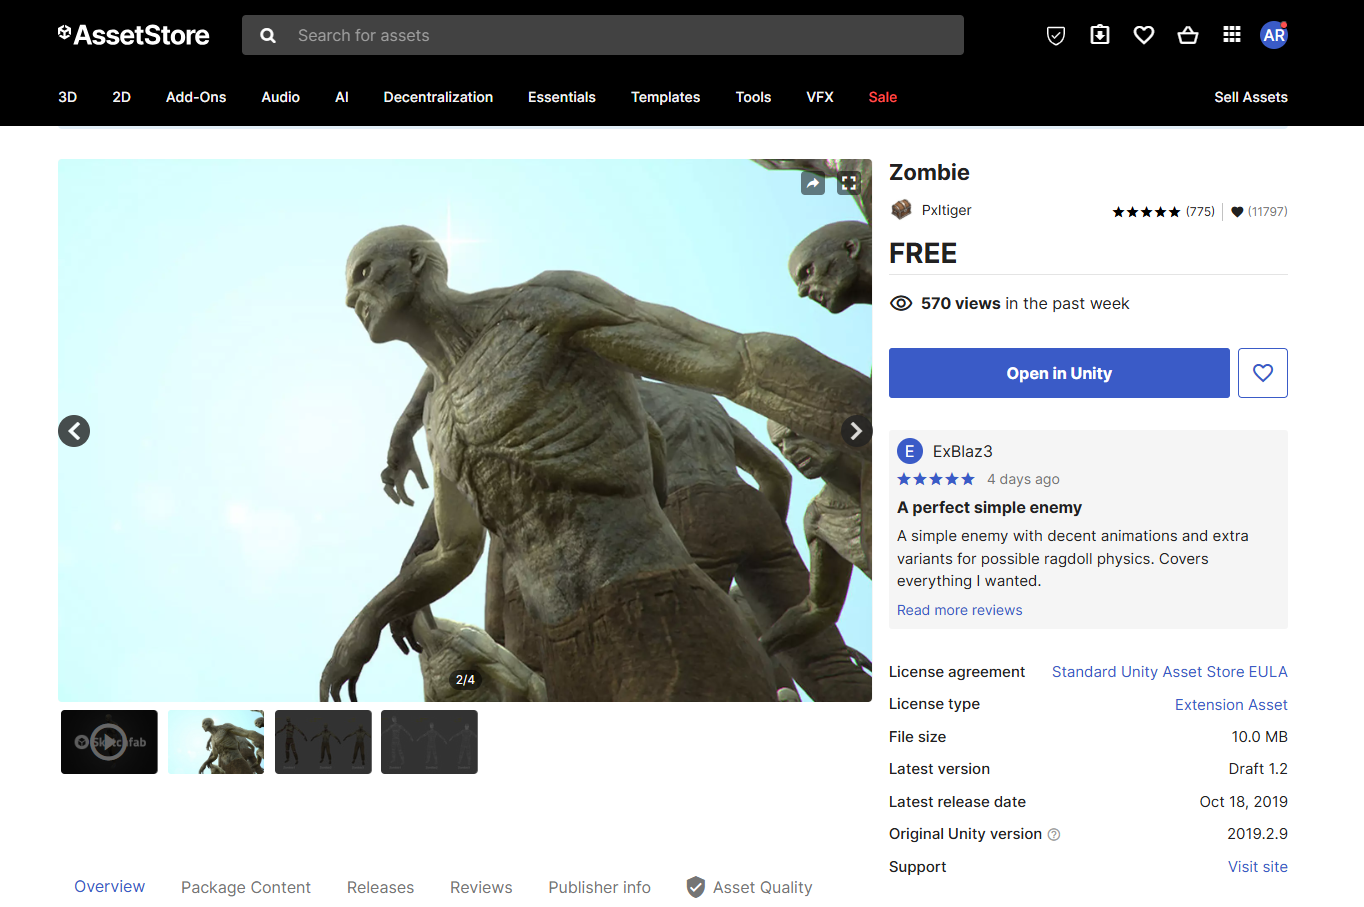 AssetStore
Search for assets
AR
3D 2D Add-Ons Audio AI Decentralization Essentials Templates Tools VFX Sale Sell Assets
Zombie
Pxltiger (775) (11797)
FREE
570 views in the past week
Open in Unity
E ExBlaz3
4 days ago
A perfect simple enemy
A simple enemy with decent animations and extra
variants for possible ragdoll physics. Covers
everything I wanted.
Read more reviews
2/4
Sketchfab
License agreement Standard Unity Asset Store EULA
License type Extension Asset
File size 10.0 MB
Latest version Draft 1.2
Latest release date Oct 18, 2019
Original Unity version ? 2019.2.9
Support Visit site
Overview Package Content Releases Reviews Publisher info Asset Quality